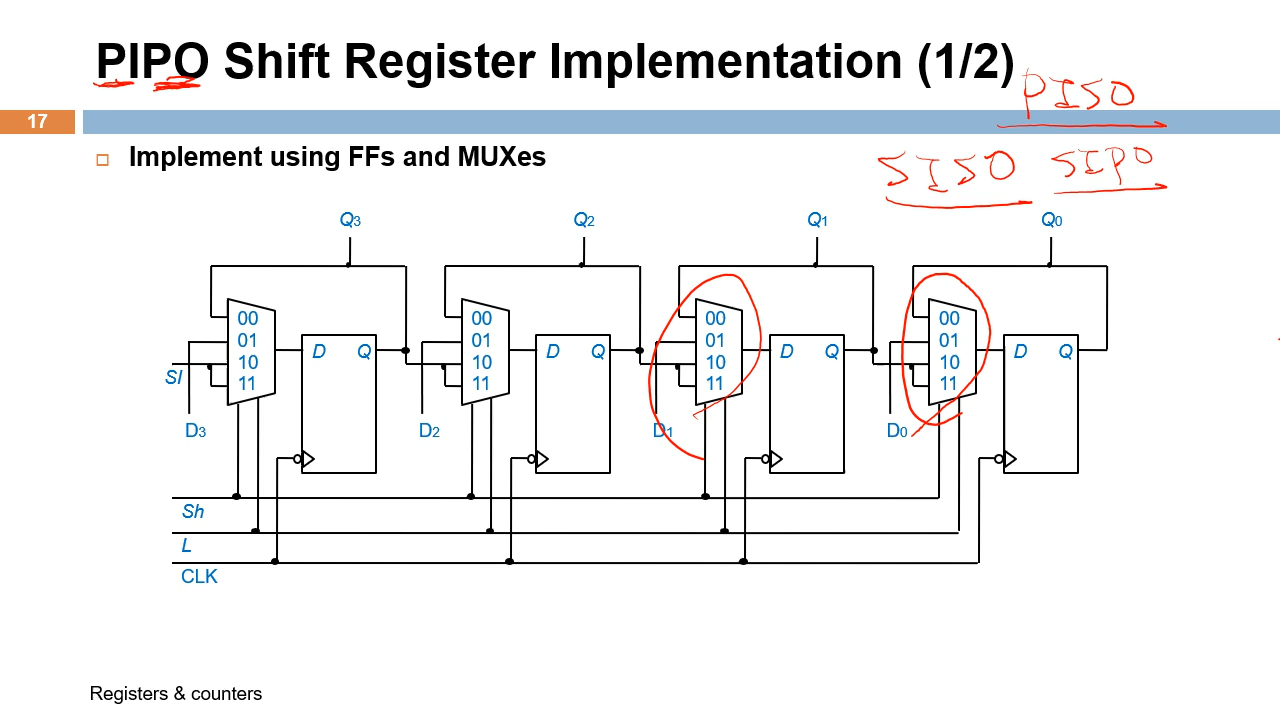 PIPO Shift Register Implementation (1/2)
PISO
17
Implement using FFs and MUXes
SISO SIPO
Q3 Q2 Q1 Q0
00 00 00 00
01 01 01 01
D Q D Q D Q D Q
10 10 10 10
SI
11 11 11 11
D3 D2 D1 D0
Sh
L
CLK
Registers & counters